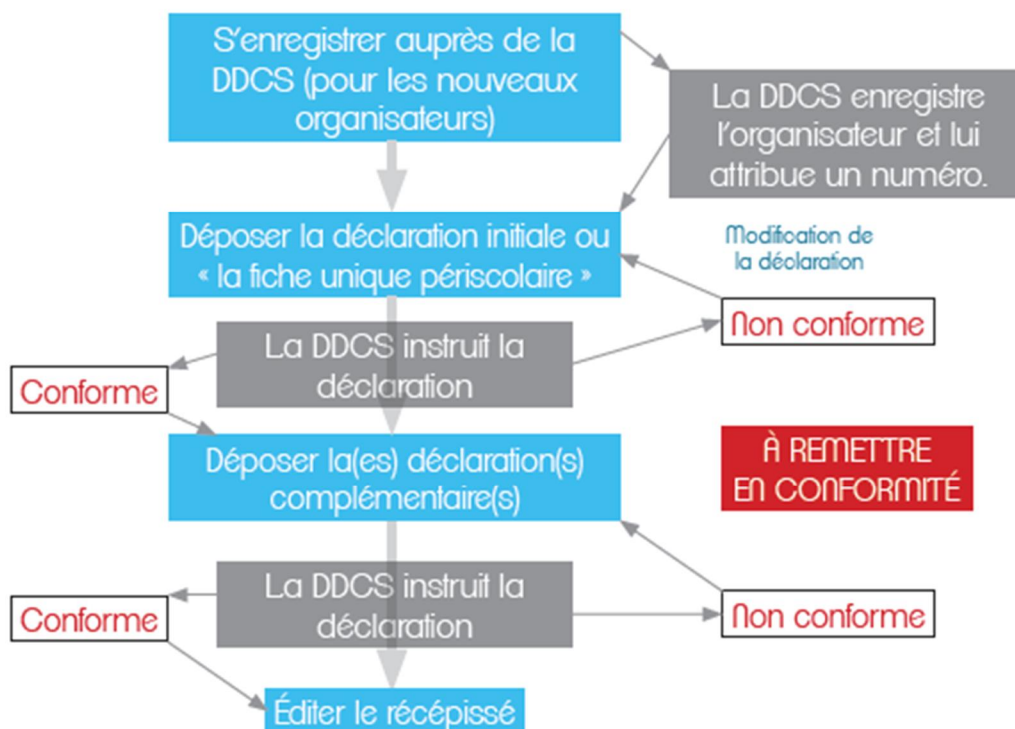 S'enregistrer auprès de la
DDCS (pour les nouveaux
organisateurs)
La DDCS enregistre
l'organisateur et lui
attribue un numéro.
Déposer la déclaration initiale ou
« la fiche unique périscolaire »
Modification de
la déclaration
Non conforme
La DDCS instruit la
déclaration
Conforme
Déposer la(es) déclaration(s)
complémentaire(s)
À REMETTRE
EN CONFORMITÉ
La DDCS instruit la
déclaration
Conforme
Non conforme
Éditer le récépissé